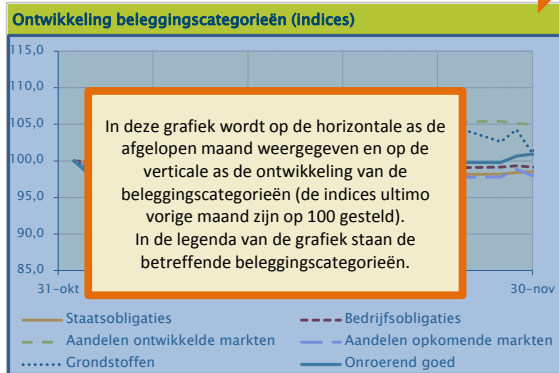 Ontwikkeling beleggingscategorieën (indices)
115,0
110,0
105,0
100,0
95,0
90,0
85,0
In deze grafiek wordt op de horizontale as de
afgelopen maand weergegeven en op de
verticale as de ontwikkeling van de
beleggingscategorieën (de indices ultimo
vorige maand zijn op 100 gesteld).
In de legenda van de grafiek staan de
betreffende beleggingscategorieën.
31-okt 30-nov
Staatsobligaties Bedrijfsobligaties
Aandelen ontwikkelde markten Aandelen opkomende markten
Grondstoffen Onroerend goed